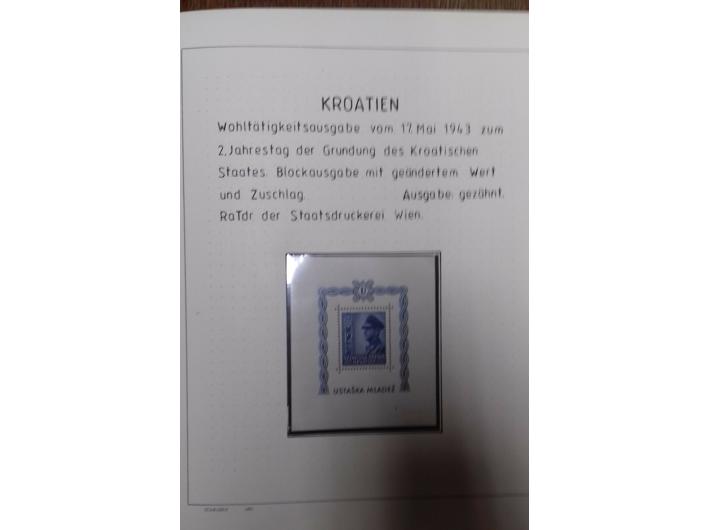 KROATIEN
Wohltätigkeitsausgabe vom 17. Mai 1943 zum
2. Jahrestag der Grundung des Kroatischen
Staates. Blockausgabe mit geändertem Wert
und Zuschlag. Ausgabe: gezähnt.
RaTdr der Staatsdruckerei Wien.
U
USTAŠKA MLADEŽ